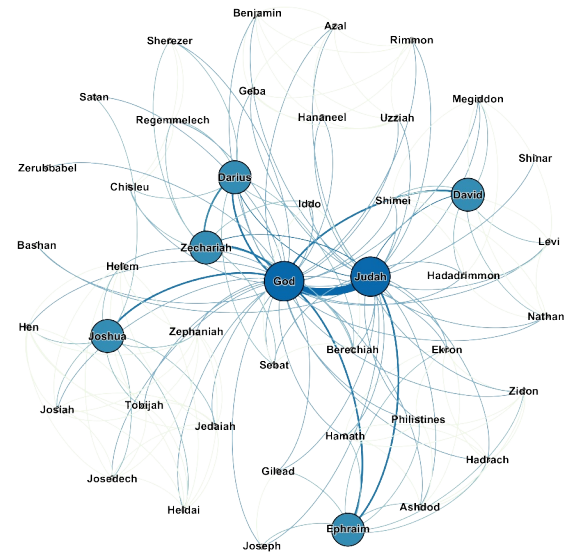 Benjamin
Azal
Sherezer
Rimmon
Geba
Satan
Megiddon
Regemmelech
Hananeel
Uzziah
Shinar
Zerubbabel
Darius
Chisleu
David
Iddo
Shimei
Bashan
Zechariah
Levi
Helem
God
Judah
Hadadrimmon
Hen
Joshua
Zephaniah
Nathan
Sebat
Berechiah
Ekron
Josiah
Tobijah
Zidon
Jedaiah
Philistines
Hamath
Hadrach
Josedech
Gilead
Heldai
Ashdod
Ephraim
Joseph